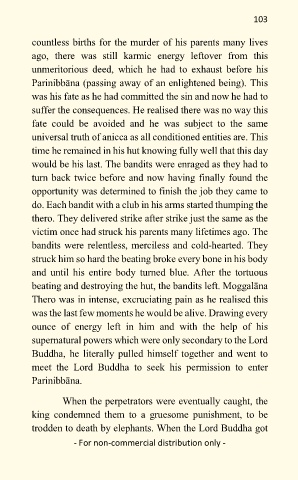 103
countless births for the murder of his parents many lives
ago, there was still karmic energy leftover from this
unmeritorious deed, which he had to exhaust before his
Parinibbāna (passing away of an enlightened being). This
was his fate as he had committed the sin and now he had to
suffer the consequences. He realised there was no way this
fate could be avoided and he was subject to the same
universal truth of anicca as all conditioned entities are. This
time he remained in his hut knowing fully well that this day
would be his last. The bandits were enraged as they had to
turn back twice before and now having finally found the
opportunity was determined to finish the job they came to
do. Each bandit with a club in his arms started thumping the
thero. They delivered strike after strike just the same as the
victim once had struck his parents many lifetimes ago. The
bandits were relentless, merciless and cold-hearted. They
struck him so hard the beating broke every bone in his body
and until his entire body turned blue. After the tortuous
beating and destroying the hut, the bandits left. Moggalāna
Thero was in intense, excruciating pain as he realised this
was the last few moments he would be alive. Drawing every
ounce of energy left in him and with the help of his
supernatural powers which were only secondary to the Lord
Buddha, he literally pulled himself together and went to
meet the Lord Buddha to seek his permission to enter
Parinibbāna.
When the perpetrators were eventually caught, the
king condemned them to a gruesome punishment, to be
trodden to death by elephants. When the Lord Buddha got
- For non-commercial distribution only -